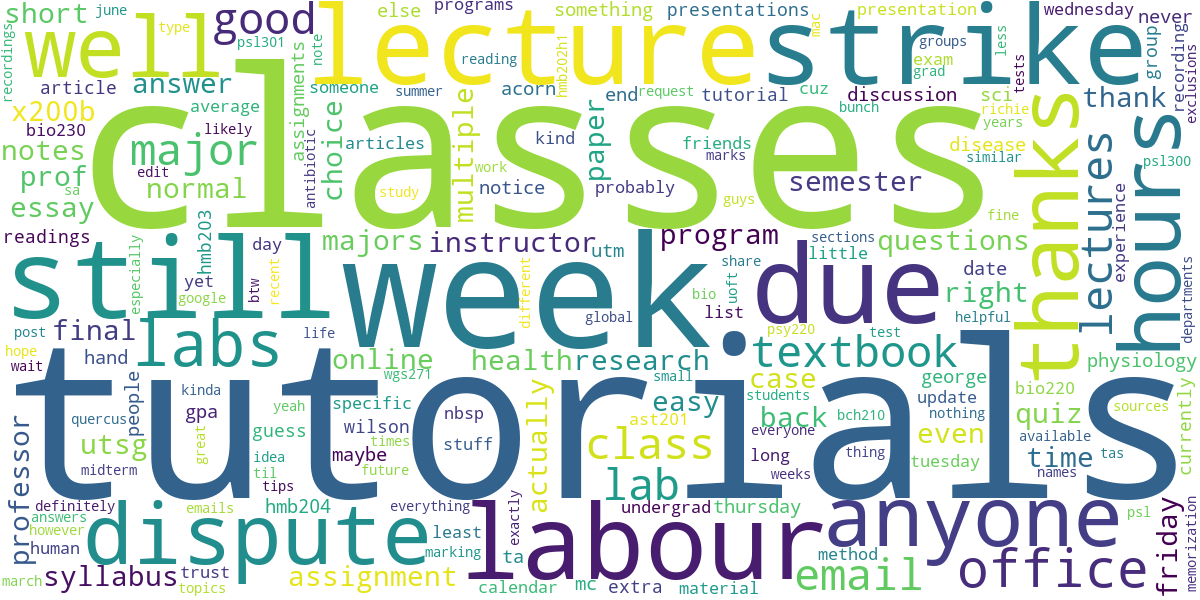 short
june
well
type
recordings
psl301
good
note
lecture
else
programs
something
presentations
strike
mac
presentation
groups
exam
grad
less
tests
wednesday
never
group
recording
exclusions
article
answer
x200b
average
bio230
likely
assignments
someone
summer
reading
acorn
end
request
hmb202h1
tutorial
cuz
bunch
discussion
sci
richie
years
thank
notes
major
edit
antibiotic
choice
articles
multiple
kind
paper
friends
marks
disease
similar
psl300
prof
sa
normal
classes
work
study
notice
probably
guys
semester
fine
thanks
lectures
hours
experience
departments
essay
readings
hmb203
still
especially
day
yet
google
btw
recent
majors
instructor
week
different
global
utm
program
share
bio
uoft
list
sections
little
due
psy220
test
questions
date
right
helpful
post
final
life
hope
wait
hand
labs
kinda
online
wgs271
health
research
small
textbook
case
students
george
update
nothing
bio220
physiology
quiz
sources
currently
professor
quercus
people
gpa
utsg
midterm
great
yeah
guess
idea
til
tips
specific
wilson
maybe
times
future
nbsp
stuff
actually
tutorials
class
lab
easy
ast201
back
bch210
everyone
long
thing
weeks
even
tuesday
time
available
tas
names
definitely
answers
however
human
march
syllabus
dispute
emails
trust
topics
hmb204
assignment
everything
least
marking
exactly
ta
calendar
labour
mc
extra
undergrad
thursday
material
anyone
method
email
office
psl
friday
memorization